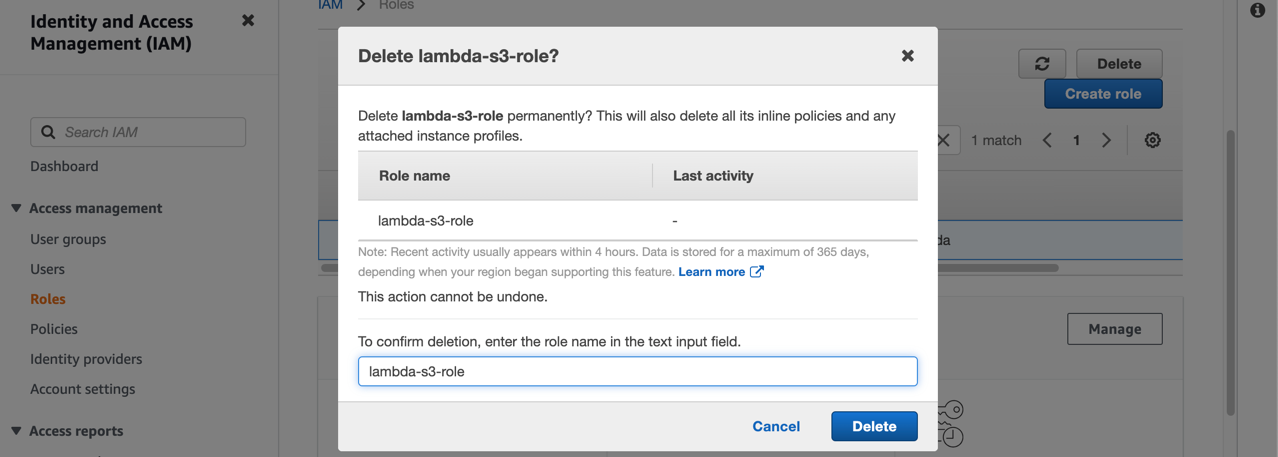 Identity and Access
Management (IAM)
Search IAM
Dashboard
Access management
User groups
Users
Roles
Policies
Identity providers
Account settings
Access reports
IAM > Roles
Delete
Create role
1 match
1
da
Manage
Delete lambda-s3-role?
Delete lambda-s3-role permanently? This will also delete all its inline policies and any
attached instance profiles.
Role name Last activity
lambda-s3-role -
Note: Recent activity usually appears within 4 hours. Data is stored for a maximum of 365 days,
depending when your region began supporting this feature. Learn more
This action cannot be undone.
To confirm deletion, enter the role name in the text input field.
lambda-s3-role
Cancel Delete